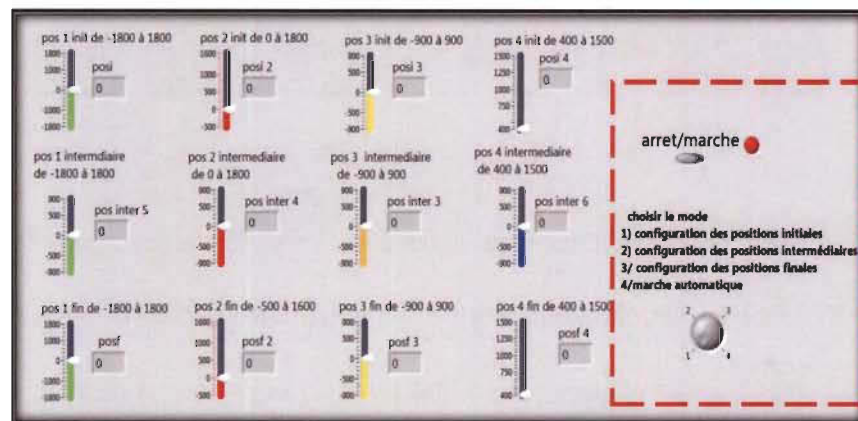 pos 1 init de -1800 à 1800
pos 2 init de 0 à 1800
pos 3 init de -900 à 900
pos 4 init de 400 à 1500
posi
0
posi 2
0
posi 3
0
posi 4
0
pos 1 intermdiaire
de -1800 à 1800
pos 2 intermediaire
de 0 à 1800
pos 3 intermediaire
de -900 à 900
pos 4 intermediaire
de 400 à 1500
pos inter 5
0
pos inter 4
0
pos inter 3
0
pos inter 6
0
pos 1 fin de -1800 à 1800
pos 2 fin de -500 à 1600
pos 3 fin de -900 à 900
pos 4 fin de 400 à 1500
posf
0
posf 2
0
posf 3
0
posf 4
0
arret/marche
choisir le mode
1) configuration des positions initiales
2) configuration des positions intermédiaires
3/ configuration des positions finales
4/marche automatique
2
3
1
4